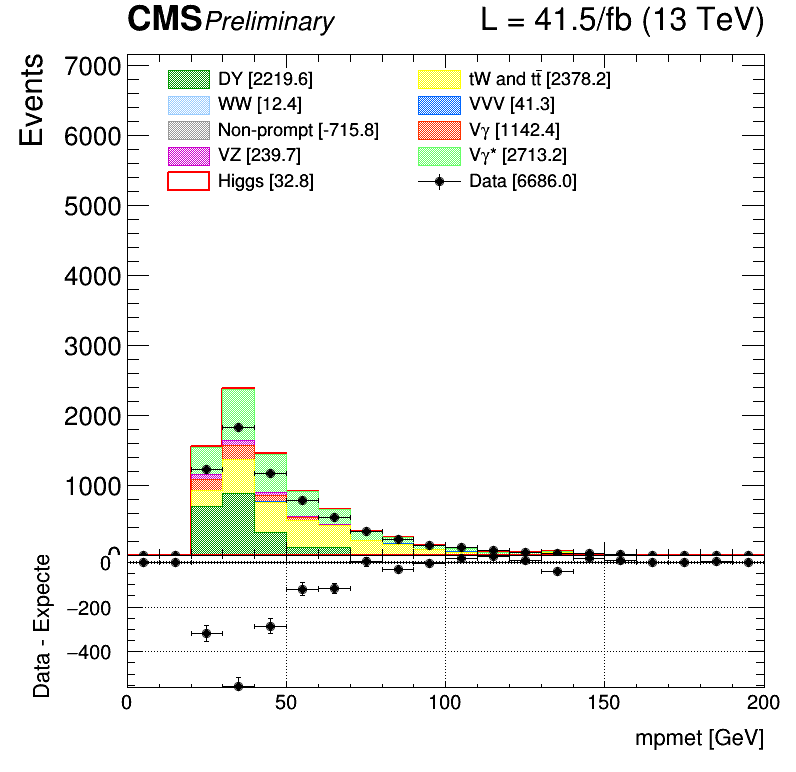 CMS Preliminary L = 41.5/fb (13 TeV)
Events
7000
6000
5000
4000
3000
2000
1000
0
DY [2219.6]
WW [12.4]
Non-prompt [-715.8]
VZ [239.7]
Higgs [32.8]
tW and tt̄ [2378.2]
VVV [41.3]
Vγ [1142.4]
Vγ* [2713.2]
Data [6686.0]
Data - Expecte
0
−200
−400
0 50 100 150 200
mpmet [GeV]